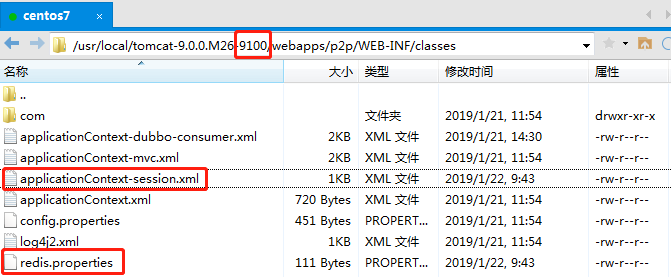 centos7
/usr/local/tomcat-9.0.0.M26-9100/webapps/p2p/WEB-INF/classes
名称 大小 类型 修改时间 属性
..
com 文件夹 2019/1/21, 11:54 drwxr-xr-x
applicationContext-dubbo-consumer.xml 2KB XML 文件 2019/1/21, 14:30 -rw-r--r--
applicationContext-mvc.xml 2KB XML 文件 2019/1/21, 11:54 -rw-r--r--
applicationContext-session.xml 1KB XML 文件 2019/1/22, 9:43 -rw-r--r--
applicationContext.xml 720 Bytes XML 文件 2019/1/21, 11:54 -rw-r--r--
config.properties 451 Bytes PROPERT... 2019/1/21, 11:54 -rw-r--r--
log4j2.xml 1KB XML 文件 2019/1/21, 11:54 -rw-r--r--
redis.properties 111 Bytes PROPERT... 2019/1/22, 9:43 -rw-r--r--